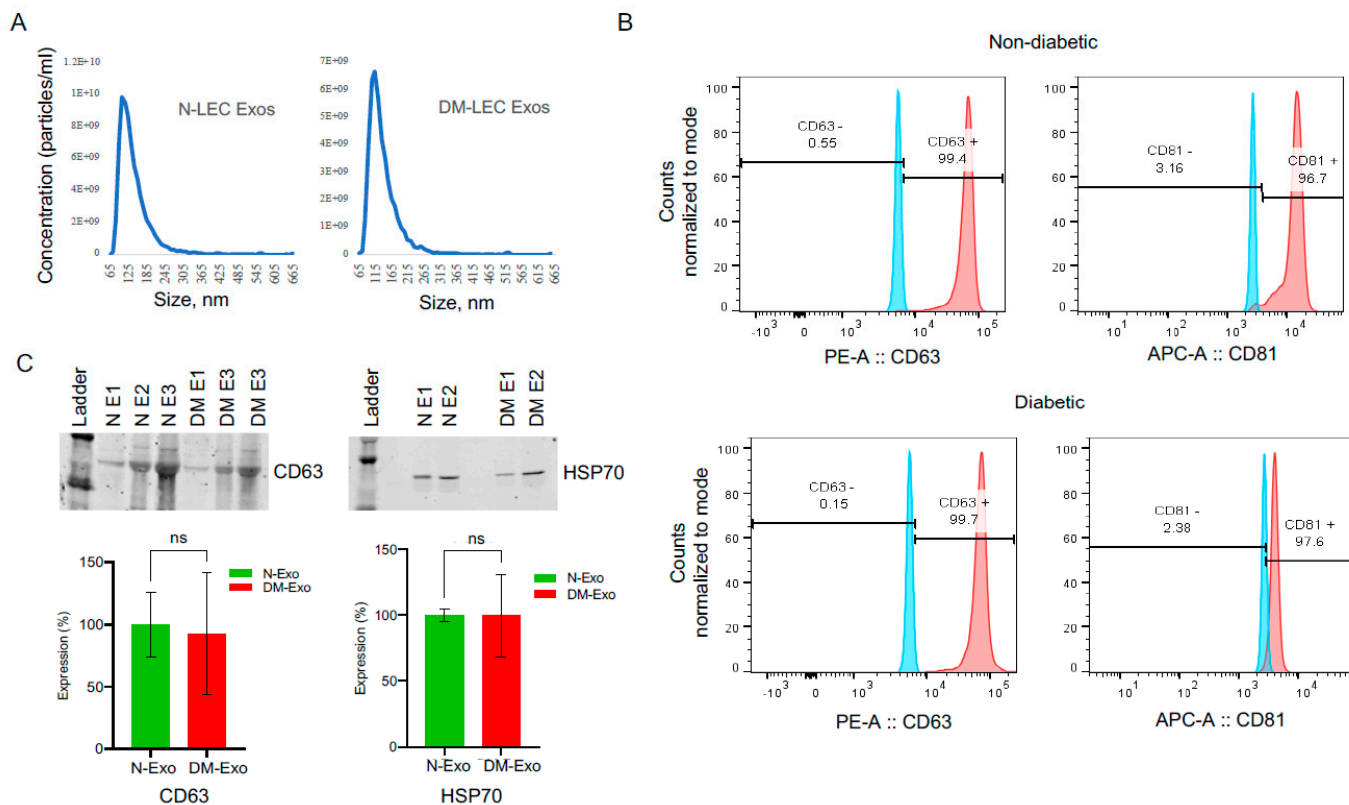 A
Concentration (particles/ml)
1.2E+10
1E+10
8E+09
6E+09
4E+09
2E+09
0
N-LEC Exos
65 125 185 245 305 365 425 485 545 605 665
Size, nm
7E+09
6E+09
5E+09
4E+09
3E+09
2E+09
1E+09
0
DM-LEC Exos
65 115 165 215 265 315 365 415 465 515 565 615 665
Size, nm
B
Non-diabetic
Counts
normalized to mode
100
80
60
40
20
0
CD63 -
0.55
CD63 +
99.4
-10³ 0 10³ 10⁴ 10⁵
PE-A :: CD63
100
80
60
40
20
0
CD81 -
3.16
CD81 +
96.7
10¹ 10² 10³ 10⁴
APC-A :: CD81
Diabetic
Counts
normalized to mode
100
80
60
40
20
0
CD63 -
0.15
CD63 +
99.7
-10³ 0 10³ 10⁴ 10⁵
PE-A :: CD63
100
80
60
40
20
0
CD81 -
2.38
CD81 +
97.6
10¹ 10² 10³ 10⁴
APC-A :: CD81
C
Ladder
N E1
N E2
N E3
DM E1
DM E3
DM E3
CD63
Ladder
N E1
N E2
DM E1
DM E2
HSP70
Expression (%)
150
100
50
0
ns
N-Exo
DM-Exo
N-Exo DM-Exo
CD63
Expression (%)
150
100
50
0
ns
N-Exo
DM-Exo
N-Exo DM-Exo
HSP70